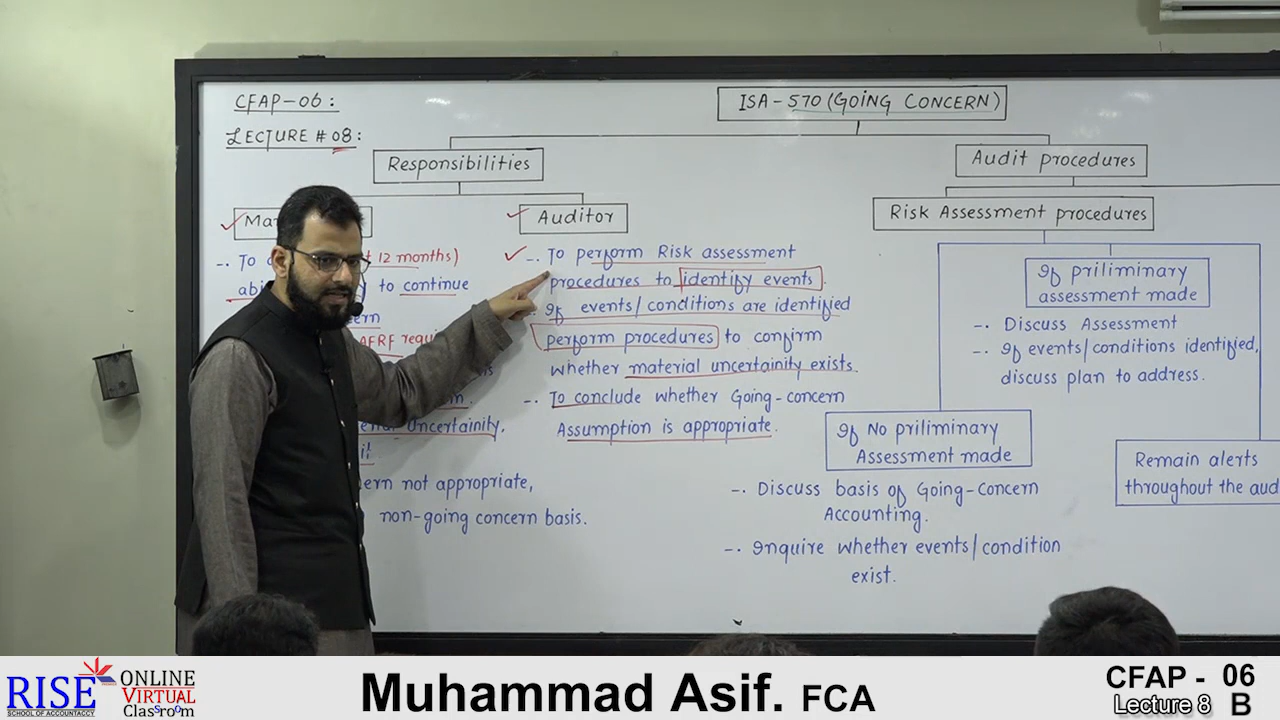 CFAP-06:
LECTURE # 08:
ISA-570 (GOING CONCERN)
Responsibilities
Audit procedures
Auditor
Risk Assessment procedures
-. To 12 months)
to continue
AFRF
Uncertainity.
not appropriate,
non-going concern basis.
-. To perform Risk assessment
procedures to identify events.
If events/conditions are identified
perform procedures to confirm
whether material uncertainity exists.
-. To conclude whether Going-concern
Assumption is appropriate.
If priliminary
assessment made
-. Discuss Assessment
-. If events/conditions identified,
discuss plan to address.
If No priliminary
Assessment made
-. Discuss basis of Going-Concern
Accounting.
-. Inquire whether events/condition
exist.
Remain alerts
throughout the
RISE
SCHOOL OF ACCOUNTACCY
ONLINE
VIRTUAL
Classroom
Muhammad Asif. FCA
CFAP - 06
Lecture 8 B